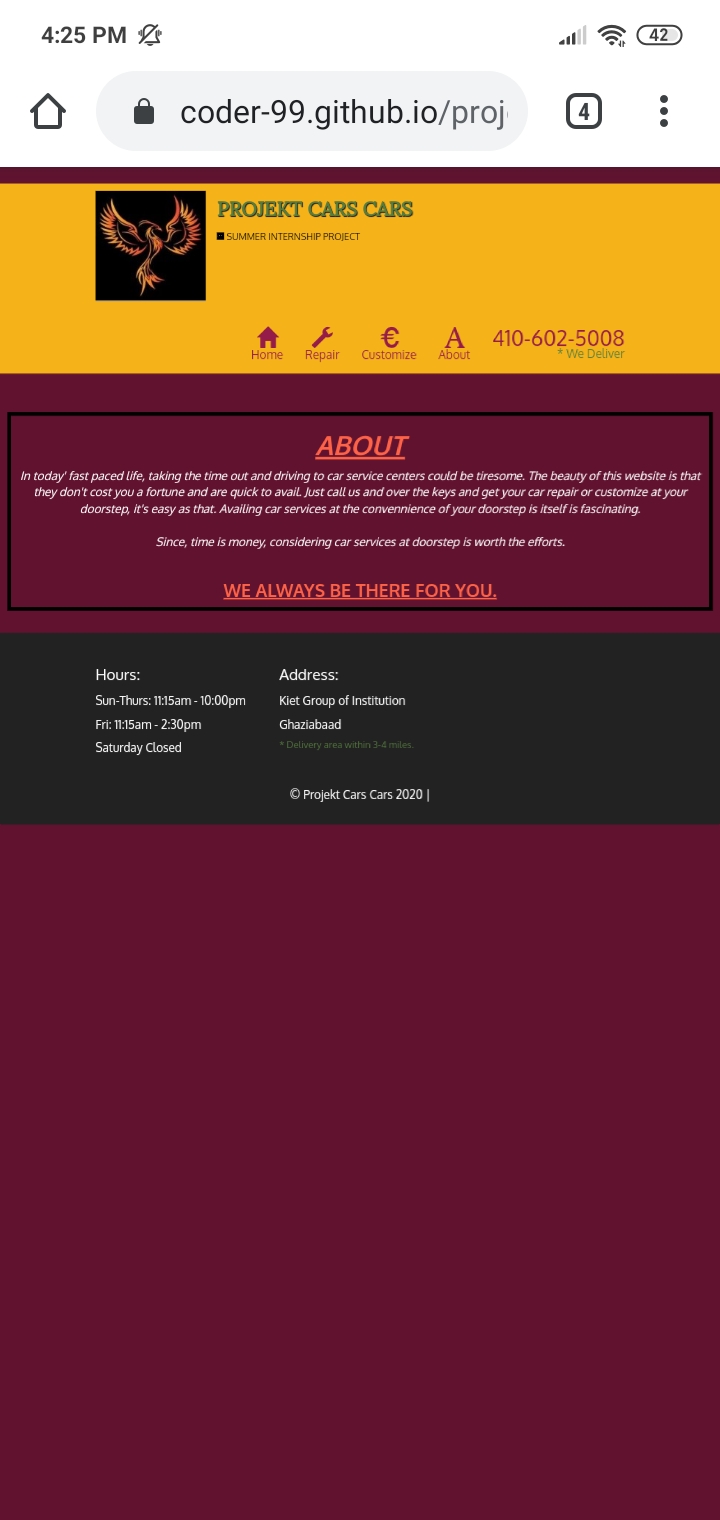 4:25 PM
42
coder-99.github.io/proj
4
PROJEKT CARS CARS
SUMMER INTERNSHIP PROJECT
Home
Repair
€
Customize
A
About
410-602-5008
* We Deliver
ABOUT
In today' fast paced life, taking the time out and driving to car service centers could be tiresome. The beauty of this website is that
they don't cost you a fortune and are quick to avail. Just call us and over the keys and get your car repair or customize at your
doorstep, it's easy as that. Availing car services at the convennience of your doorstep is itself is fascinating.
Since, time is money, considering car services at doorstep is worth the efforts.
WE ALWAYS BE THERE FOR YOU.
Hours:
Sun-Thurs: 11:15am - 10:00pm
Fri: 11:15am - 2:30pm
Saturday Closed
Address:
Kiet Group of Institution
Ghaziabaad
* Delivery area within 3-4 miles.
© Projekt Cars Cars 2020 |